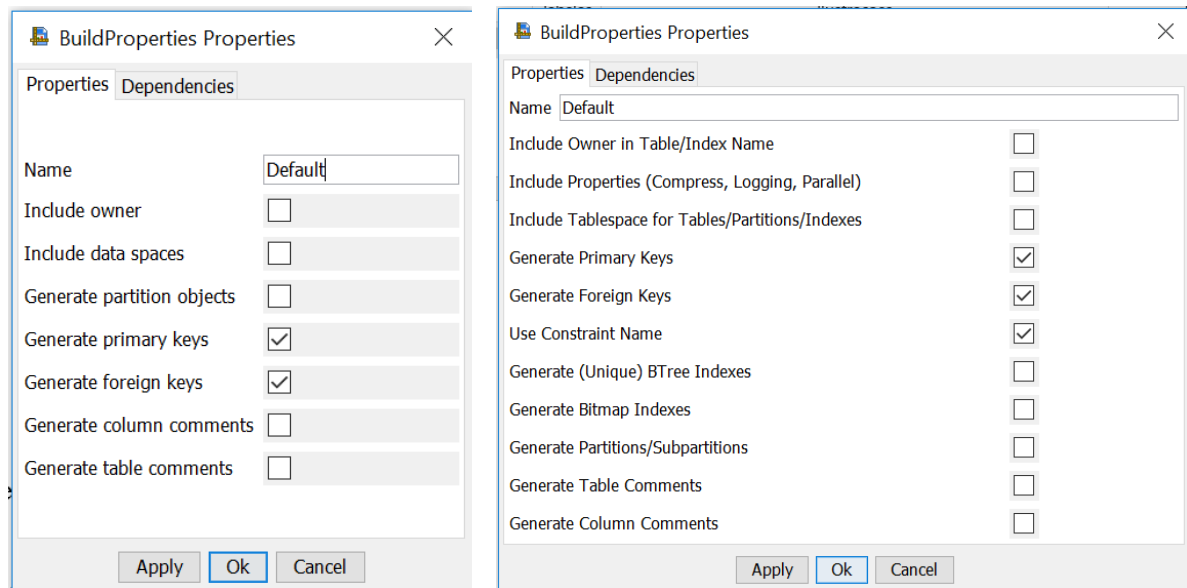 BuildProperties Properties
Properties Dependencies
Name Default
Include owner
Include data spaces
Generate partition objects
Generate primary keys
Generate foreign keys
Generate column comments
Generate table comments
Apply Ok Cancel
BuildProperties Properties
Properties Dependencies
Name Default
Include Owner in Table/Index Name
Include Properties (Compress, Logging, Parallel)
Include Tablespace for Tables/Partitions/Indexes
Generate Primary Keys
Generate Foreign Keys
Use Constraint Name
Generate (Unique) BTree Indexes
Generate Bitmap Indexes
Generate Partitions/Subpartitions
Generate Table Comments
Generate Column Comments
Apply Ok Cancel